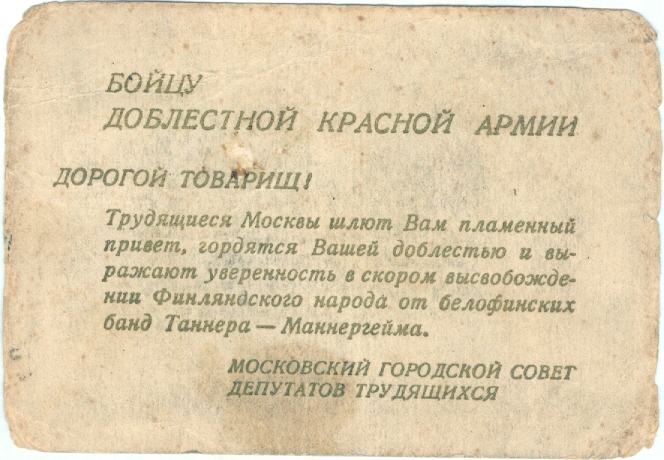 БОЙЦУ
ДОБЛЕСТНОЙ КРАСНОЙ АРМИИ
ДОРОГОЙ ТОВАРИЩ!
Трудящиеся Москвы шлют Вам пламенный
привет, гордятся Вашей доблестью и вы-
ражают уверенность в скором высвобожде-
нии Финляндского народа от белофинских
банд Таннера — Маннергейма.
МОСКОВСКИЙ ГОРОДСКОЙ СОВЕТ
ДЕПУТАТОВ ТРУДЯЩИХСЯ